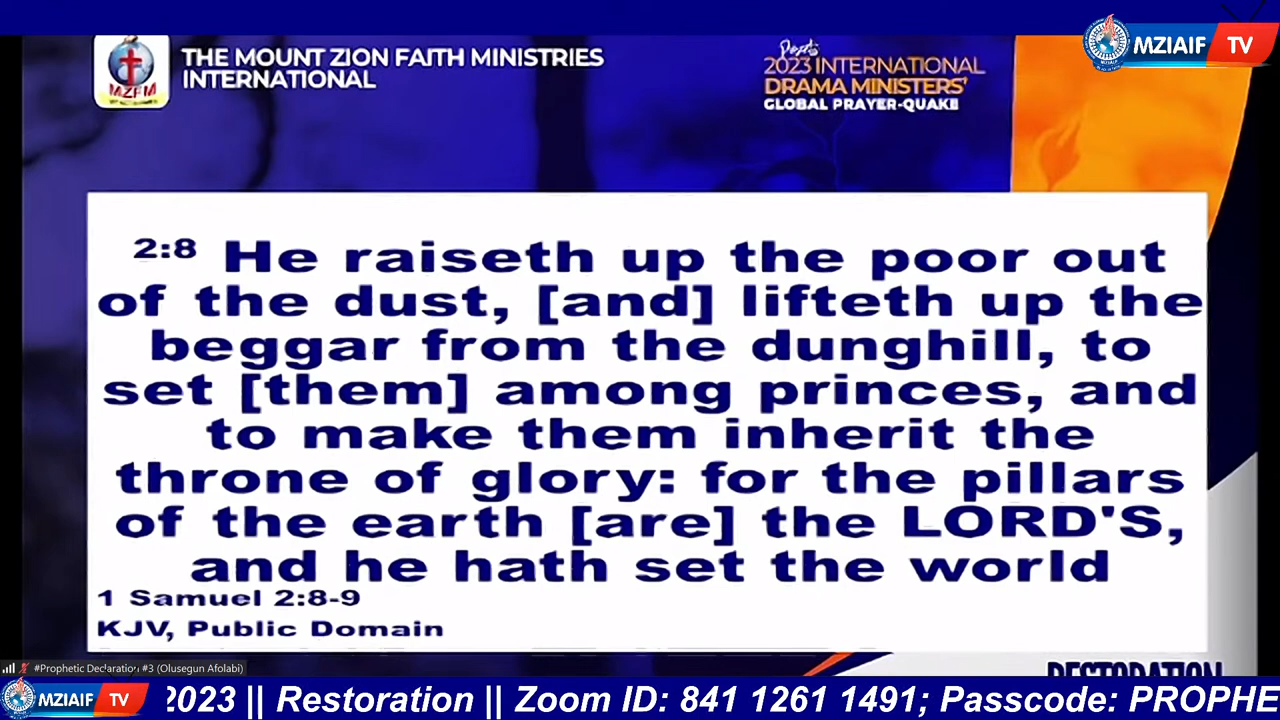 THE MOUNT ZION FAITH MINISTRIES
INTERNATIONAL
MZFM
2023 INTERNATIONAL
DRAMA MINISTERS'
GLOBAL PRAYER-QUAKE
MZIAIF TV
2:8 He raiseth up the poor out
of the dust, [and] lifteth up the
beggar from the dunghill, to
set [them] among princes, and
to make them inherit the
throne of glory: for the pillars
of the earth [are] the LORD'S,
and he hath set the world
1 Samuel 2:8-9
KJV, Public Domain
#Prophetic Declaration #3 (Olusegun Afolabi)
RESTORATION
MZIAIF TV
2023 || Restoration || Zoom ID: 841 1261 1491; Passcode: PROPHE